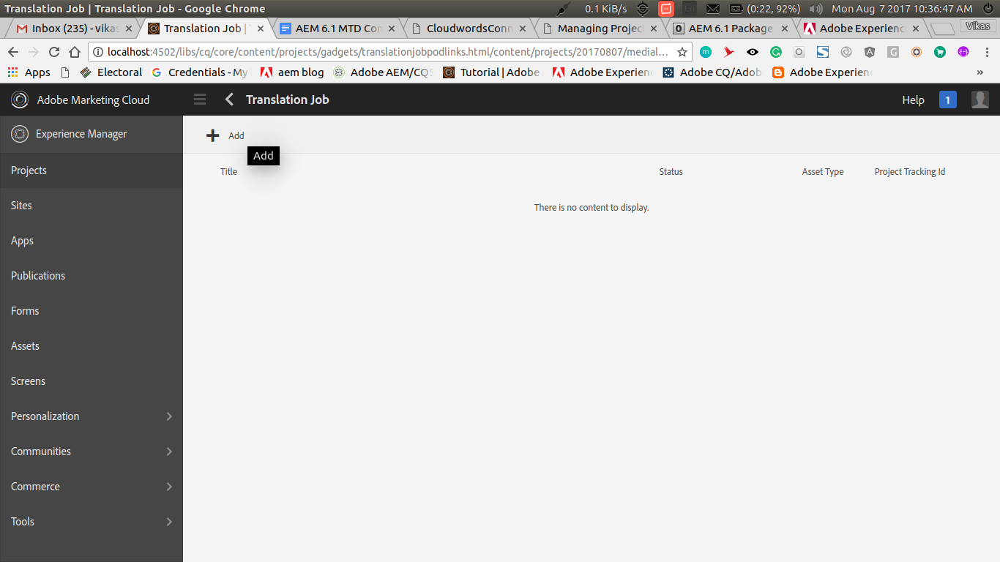 Translation Job | Translation Job - Google Chrome
0.1 KiB/s
(0:22, 92%)
Mon Aug 7 2017 10:36:47 AM
Inbox (235) - vikas
Translation Job |
AEM 6.1 MTD Con
CloudwordsConn
Managing Project
AEM 6.1 Package
Adobe Experience
Vikas
localhost:4502/libs/cq/core/content/projects/gadgets/translationjobpodlinks.html/content/projects/20170807/medial...
Apps
Electoral
Credentials - My
aem blog
Adobe AEM/CQ5
Tutorial | Adobe
Adobe Experien
Adobe CQ/Adob
Adobe Experienc
»
Adobe Marketing Cloud
Translation Job
Help
1
Experience Manager
Add
Add
Projects
Title
Status
Asset Type
Project Tracking Id
Sites
There is no content to display.
Apps
Publications
Forms
Assets
Screens
Personalization
Communities
Commerce
Tools